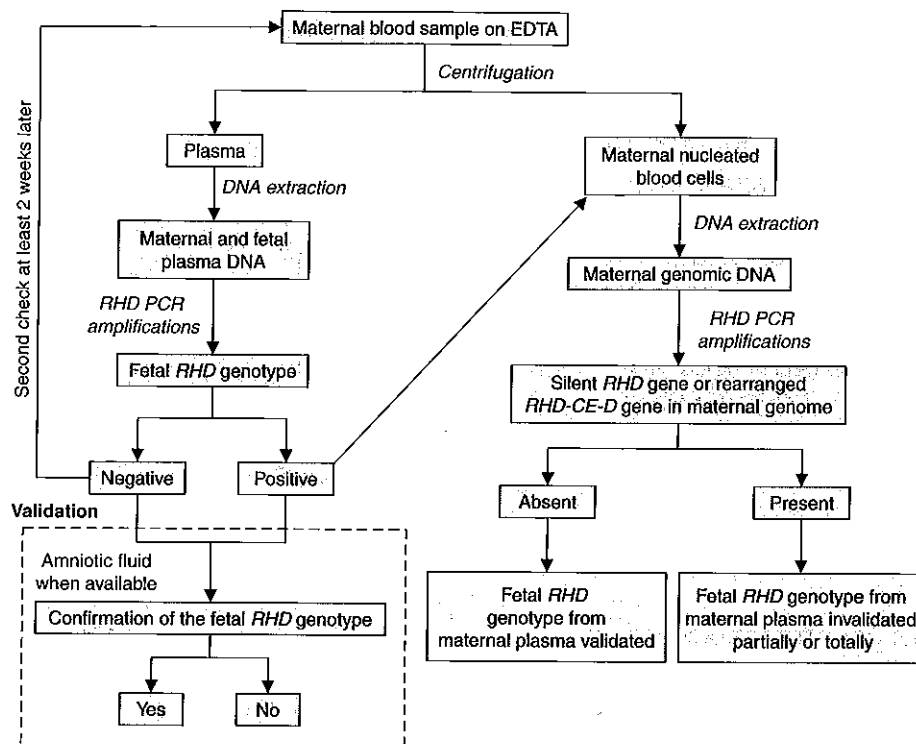 Maternal blood sample on EDTA
Centrifugation
Second check at least 2 weeks later
Plasma
Maternal nucleated
blood cells
DNA extraction
DNA extraction
Maternal and fetal
plasma DNA
Maternal genomic DNA
RHD PCR
amplifications
RHD PCR
amplifications
Fetal RHD genotype
Silent RHD gene or rearranged
RHD-CE-D gene in maternal genome
Negative
Positive
Absent
Present
Validation
Amniotic fluid
when available
Confirmation of the fetal RHD genotype
Fetal RHD
genotype from
maternal plasma validated
Fetal RHD genotype from
maternal plasma invalidated
partially or totally
Yes
No